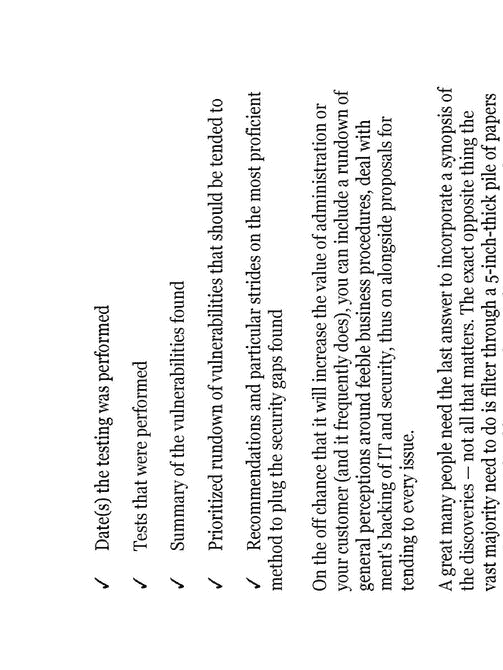 ✓ Date(s) the testing was performed
✓ Tests that were performed
✓ Summary of the vulnerabilities found
✓ Prioritized rundown of vulnerabilities that should be tended to
✓ Recommendations and particular strides on the most proficient
method to plug the security gaps found
On the off chance that it will increase the value of administration or
your customer (and it frequently does), you can include a rundown of
general perceptions around feeble business procedures, deal with
ment's backing of IT and security, thus on alongside proposals for
tending to every issue.
A great many people need the last answer to incorporate a synopsis of
the discoveries — not all that matters. The exact opposite thing the
vast majority need to do is filter through a 5-inch-thick pile of papers